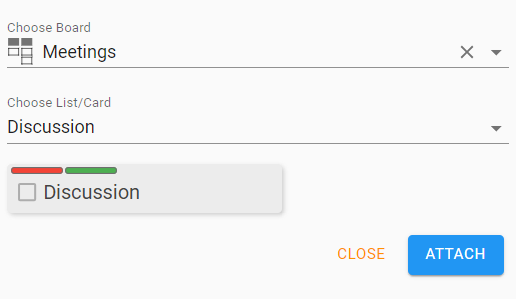 Choose Board
Meetings
Choose List/Card
Discussion
Discussion
CLOSE ATTACH